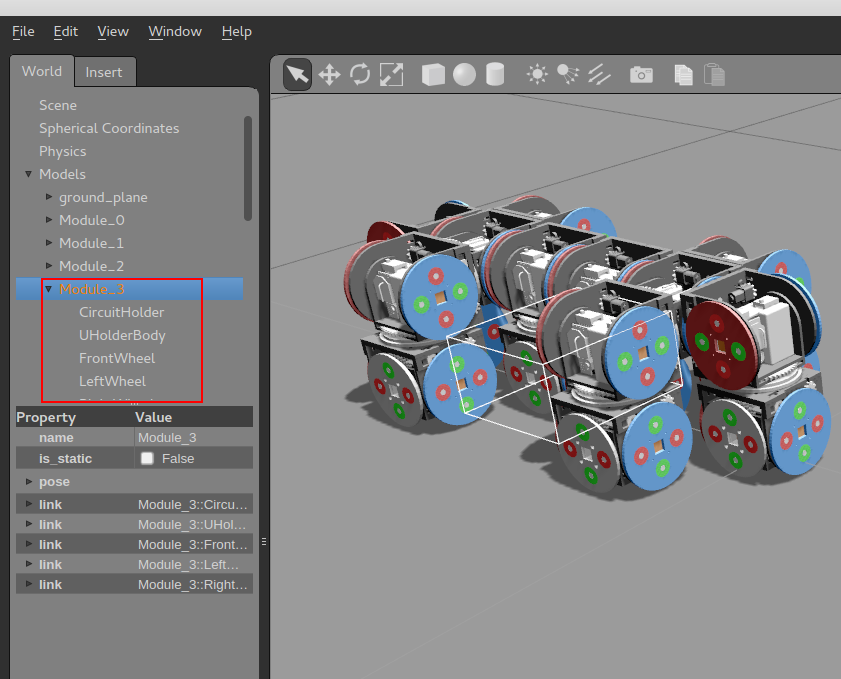 File Edit View Window Help
World Insert
Scene
Spherical Coordinates
Physics
Models
ground_plane
Module_0
Module_1
Module_2
Module_3
CircuitHolder
UHolderBody
FrontWheel
LeftWheel
Property Value
name Module_3
is_static False
pose
link Module_3::Circu...
link Module_3::UHol...
link Module_3::Front...
link Module_3::Left...
link Module_3::Right...